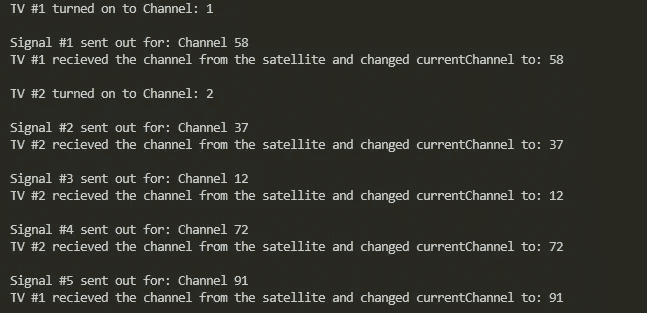 TV #1 turned on to Channel: 1
Signal #1 sent out for: Channel 58
TV #1 recieved the channel from the satellite and changed currentChannel to: 58
TV #2 turned on to Channel: 2
Signal #2 sent out for: Channel 37
TV #2 recieved the channel from the satellite and changed currentChannel to: 37
Signal #3 sent out for: Channel 12
TV #2 recieved the channel from the satellite and changed currentChannel to: 12
Signal #4 sent out for: Channel 72
TV #2 recieved the channel from the satellite and changed currentChannel to: 72
Signal #5 sent out for: Channel 91
TV #1 recieved the channel from the satellite and changed currentChannel to: 91